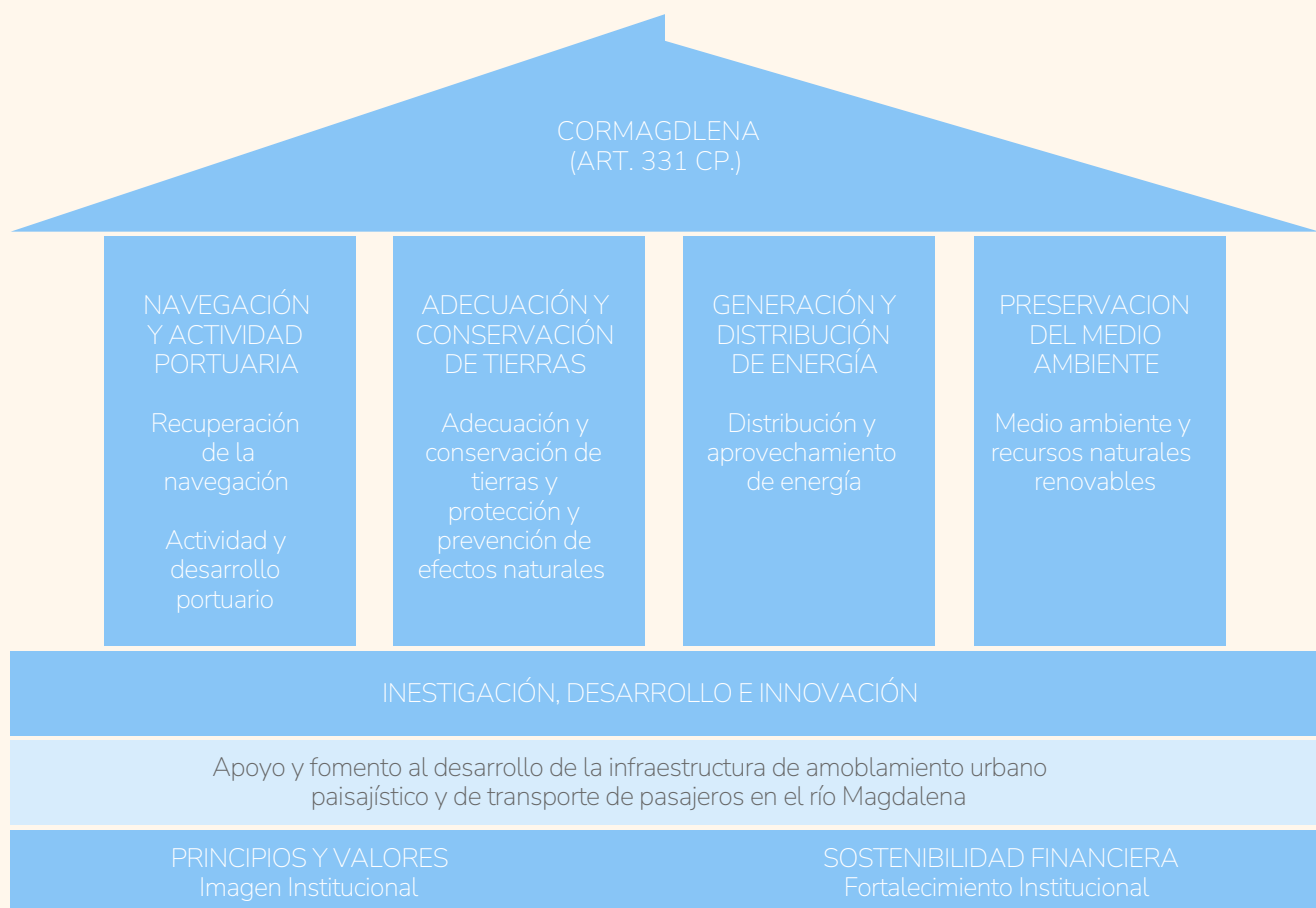 CORMAGDLENA
(ART. 331 CP.)
NAVEGACIÓN
Y ACTIVIDAD
PORTUARIA
Recuperación
de la
navegación
Actividad y
desarrollo
portuario
ADECUACIÓN Y
CONSERVACIÓN
DE TIERRAS
Adecuación y
conservación de
tierras y
protección y
prevención de
efectos naturales
GENERACIÓN Y
DISTRIBUCIÓN
DE ENERGÍA
Distribución y
aprovechamiento
de energía
PRESERVACION
DEL MEDIO
AMBIENTE
Medio ambiente y
recursos naturales
renovables
INESTIGACIÓN, DESARROLLO E INNOVACIÓN
Apoyo y fomento al desarrollo de la infraestructura de amoblamiento urbano
paisajístico y de transporte de pasajeros en el río Magdalena
PRINCIPIOS Y VALORES
Imagen Institucional
SOSTENIBILIDAD FINANCIERA
Fortalecimiento Institucional